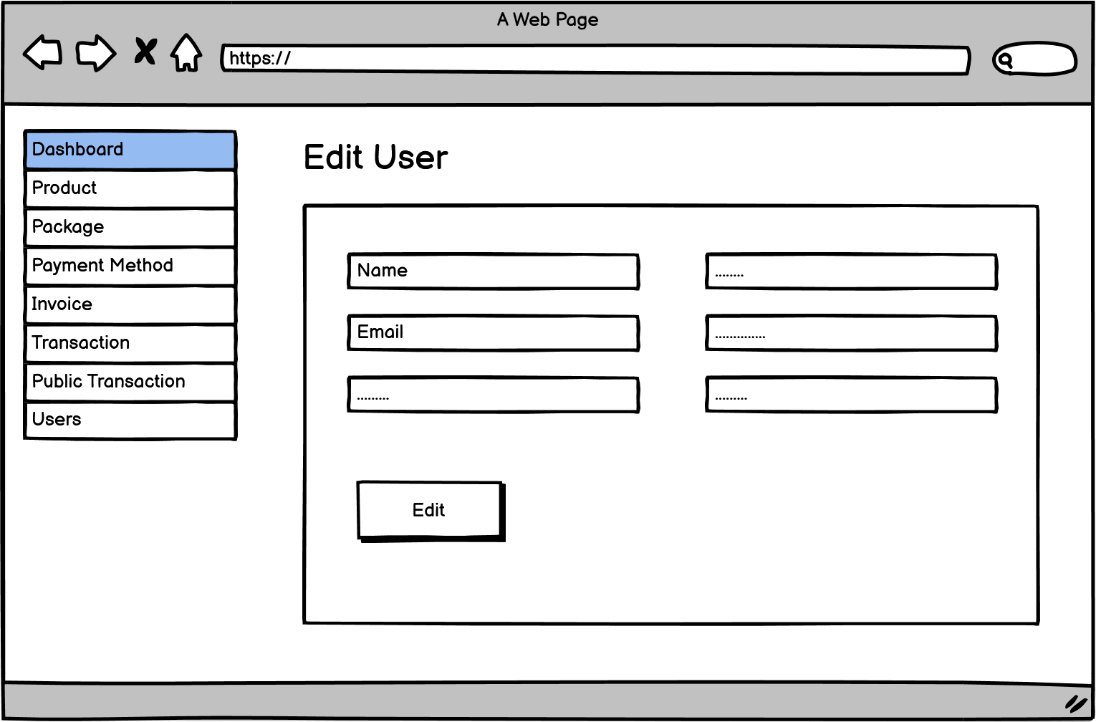 A Web Page
https://
Dashboard
Product
Package
Payment Method
Invoice
Transaction
Public Transaction
Users
Edit User
Name
........
Email
..............
.........
.........
Edit